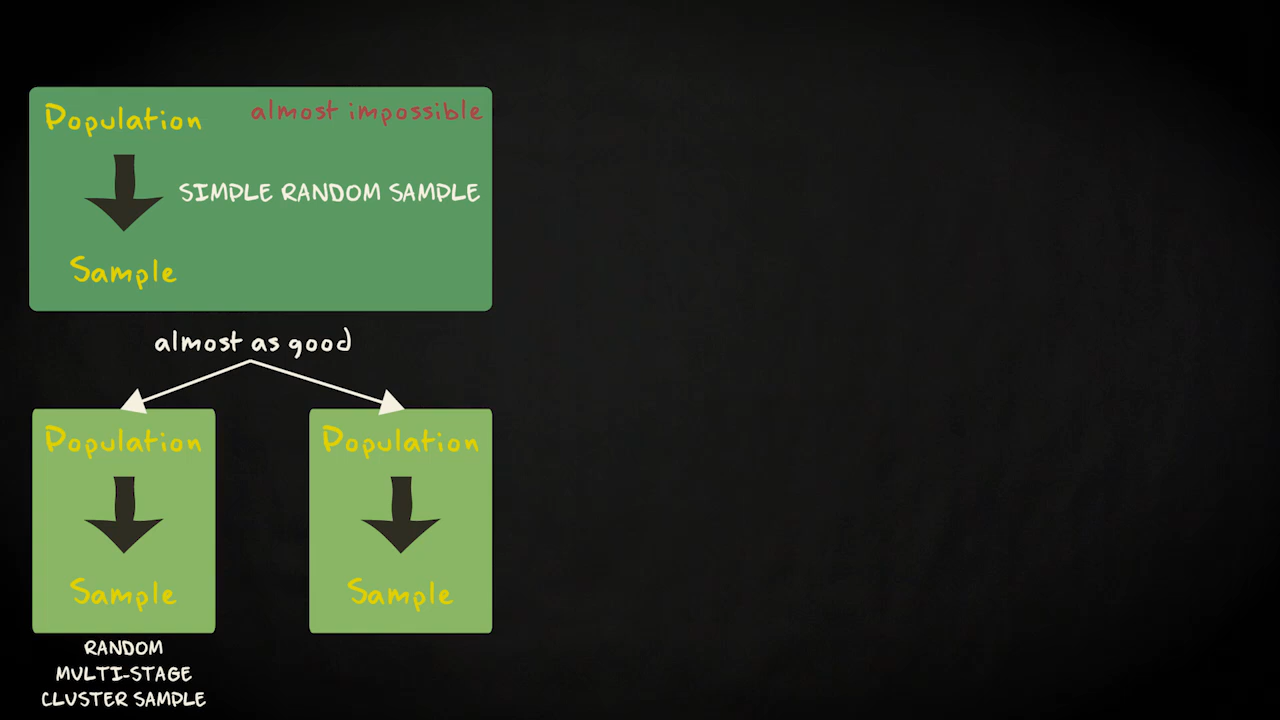 Population
almost impossible
SIMPLE RANDOM SAMPLE
Sample
almost as good
Population
Population
Sample
Sample
RANDOM
MULTI-STAGE
CLUSTER SAMPLE